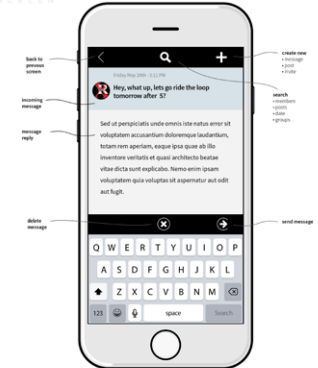 back to
previous
screen
incoming
message
message
reply
delete
message
Friday May 18th - 3:11 PM
Hey, what up, lets go ride the loop
tomorrow after 5?
Sed ut perspiciatis unde omnis iste natus error sit
voluptatem accusantium doloremque laudantium,
totam rem aperiam, eaque ipsa quae ab illo
inventore veritatis et quasi architecto beatae
vitae dicta sunt explicabo. Nemo enim ipsam
voluptatem quia voluptas sit aspernatur aut odit
aut fugit.
Q W E R T Y U I O P
A S D F G H J K L
Z X C V B N M
123 space Search
create new
• message
• post
• invite
search
• members
• posts
• date
• groups
send message